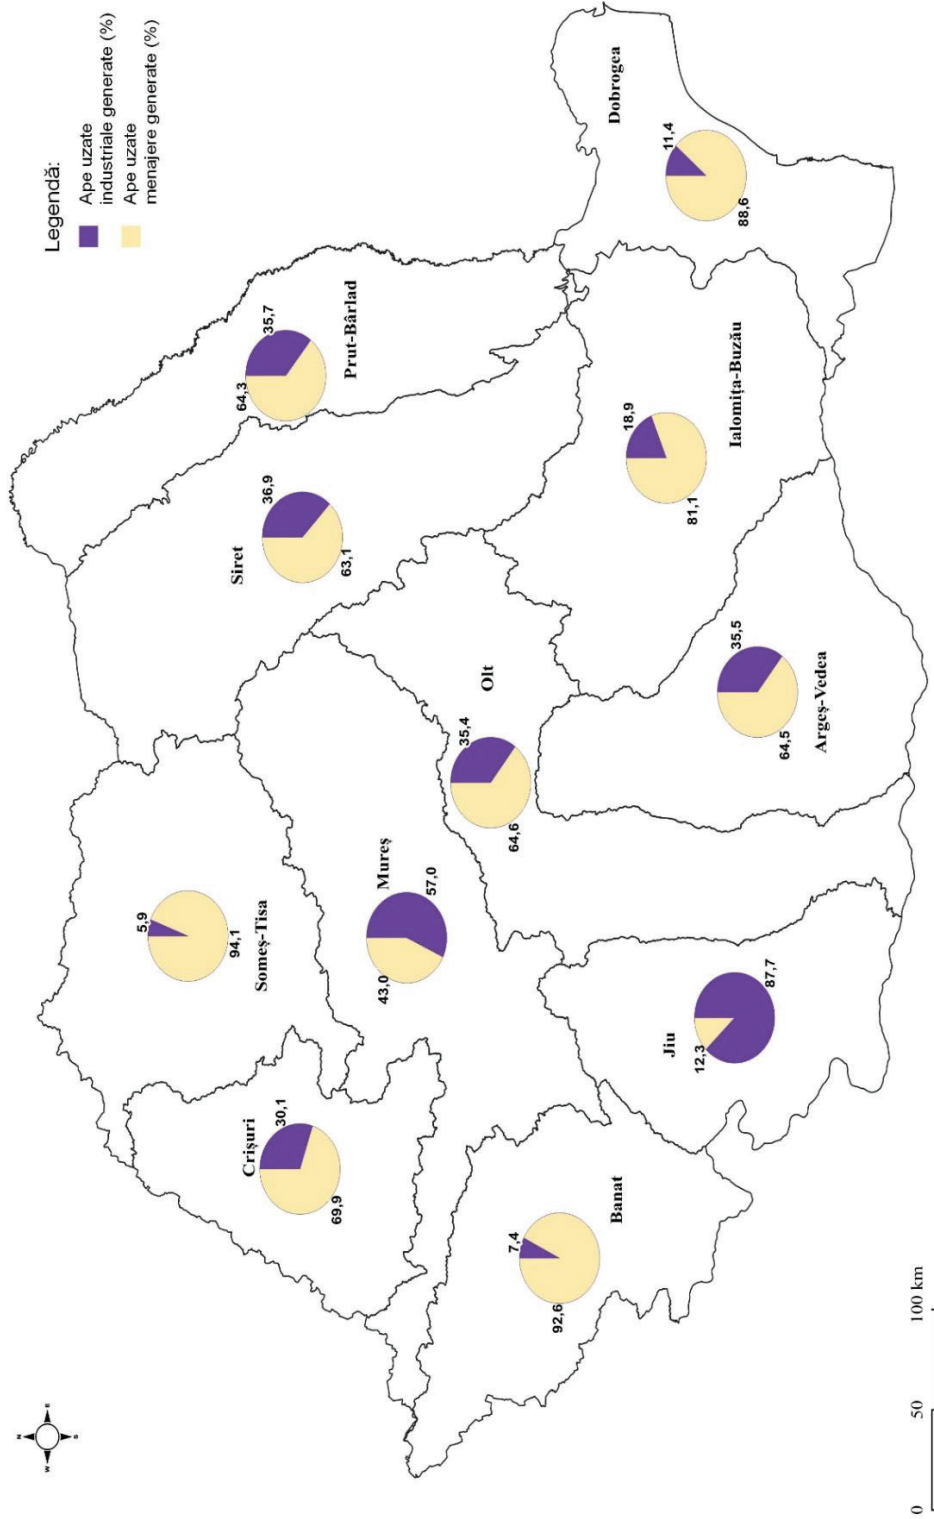 N
W
E
S
Legendă:
Ape uzate
industriale generate (%)
Ape uzate
menajere generate (%)
5,9
94,1
Someș-Tisa
Crișuri
30,1
69,9
Siret
36,9
63,1
64,3
35,7
Prut-Bârlad
Mureș
43,0
57,0
Olt
35,4
64,6
7,4
92,6
Banat
Jiu
12,3
87,7
35,5
64,5
Argeș-Vedea
18,9
81,1
Ialomița-Buzău
Dobrogea
11,4
88,6
0
50
100 km